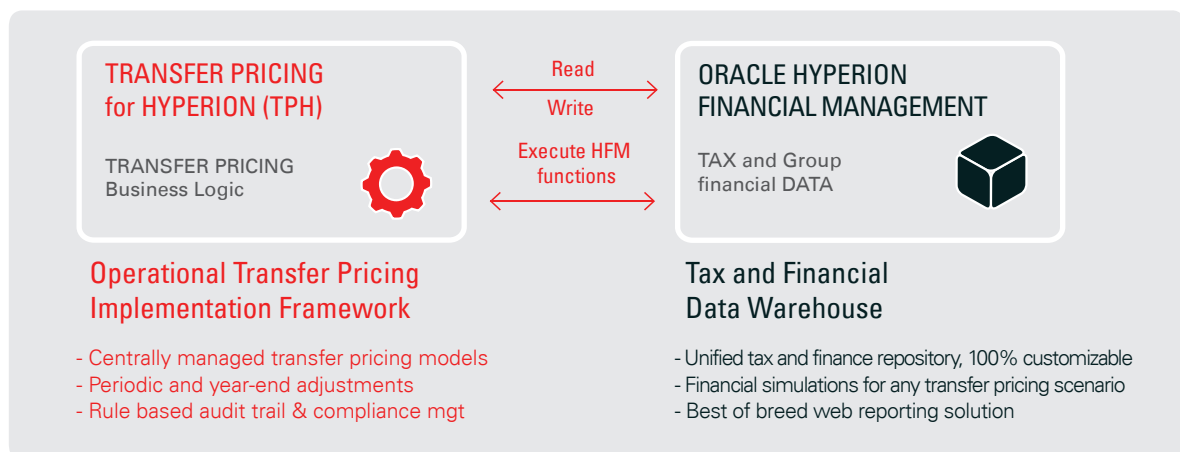 TRANSFER PRICING
for HYPERION (TPH)
TRANSFER PRICING
Business Logic
Read
Write
Execute HFM
functions
ORACLE HYPERION
FINANCIAL MANAGEMENT
TAX and Group
financial DATA
Operational Transfer Pricing
Implementation Framework
- Centrally managed transfer pricing models
- Periodic and year-end adjustments
- Rule based audit trail & compliance mgt
Tax and Financial
Data Warehouse
- Unified tax and finance repository, 100% customizable
- Financial simulations for any transfer pricing scenario
- Best of breed web reporting solution